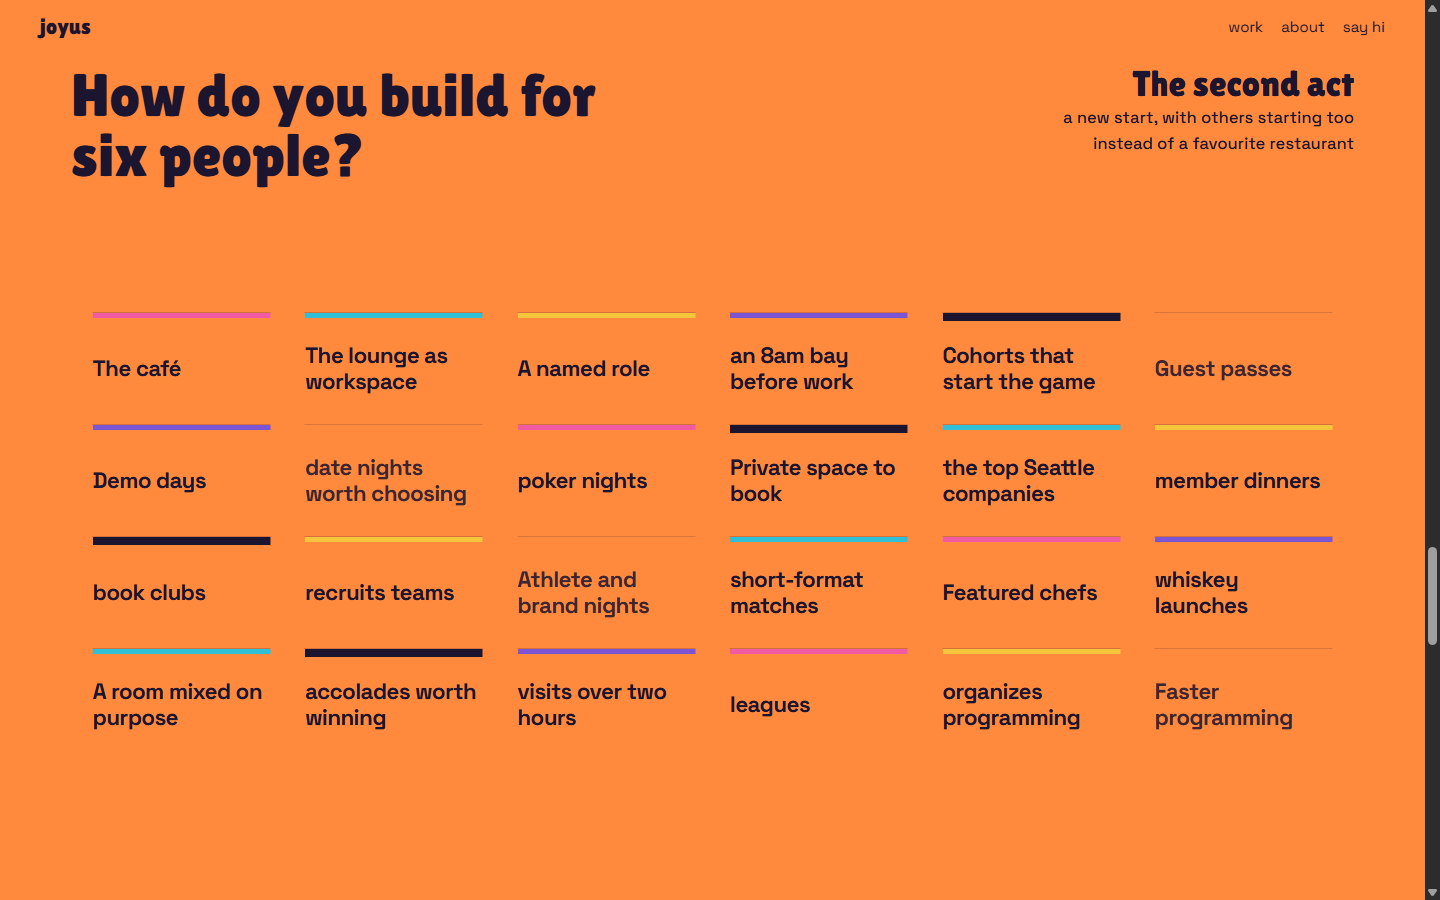 joyus
work about say hi
How do you build for
six people?
The second act
a new start, with others starting too
instead of a favourite restaurant
The café
The lounge as
workspace
A named role
an 8am bay
before work
Cohorts that
start the game
Guest passes
Demo days
date nights
worth choosing
poker nights
Private space to
book
the top Seattle
companies
member dinners
book clubs
recruits teams
Athlete and
brand nights
short-format
matches
Featured chefs
whiskey
launches
A room mixed on
purpose
accolades worth
winning
visits over two
hours
leagues
organizes
programming
Faster
programming